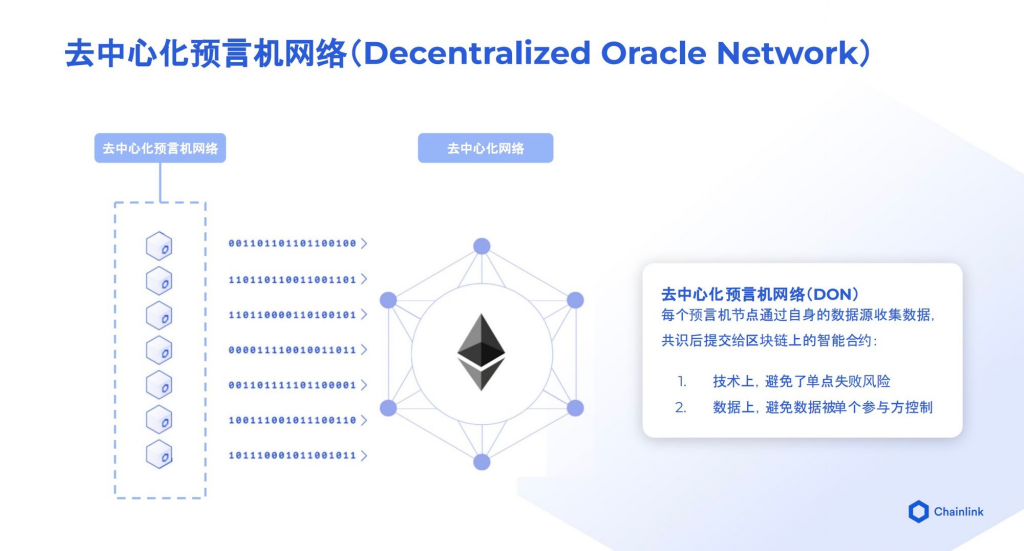 去中心化预言机网络（Decentralized Oracle Network）
去中心化预言机网络
去中心化网络
001101101101100100
110110110011001101
110110000110100101
000011110010011011
001101111101100001
100111001011100110
101110001011001011
去中心化预言机网络（DON）
每个预言机节点通过自身的数据源收集数据，
共识后提交给区块链上的智能合约：
1. 技术上，避免了单点失败风险
2. 数据上，避免数据被单个参与方控制
Chainlink